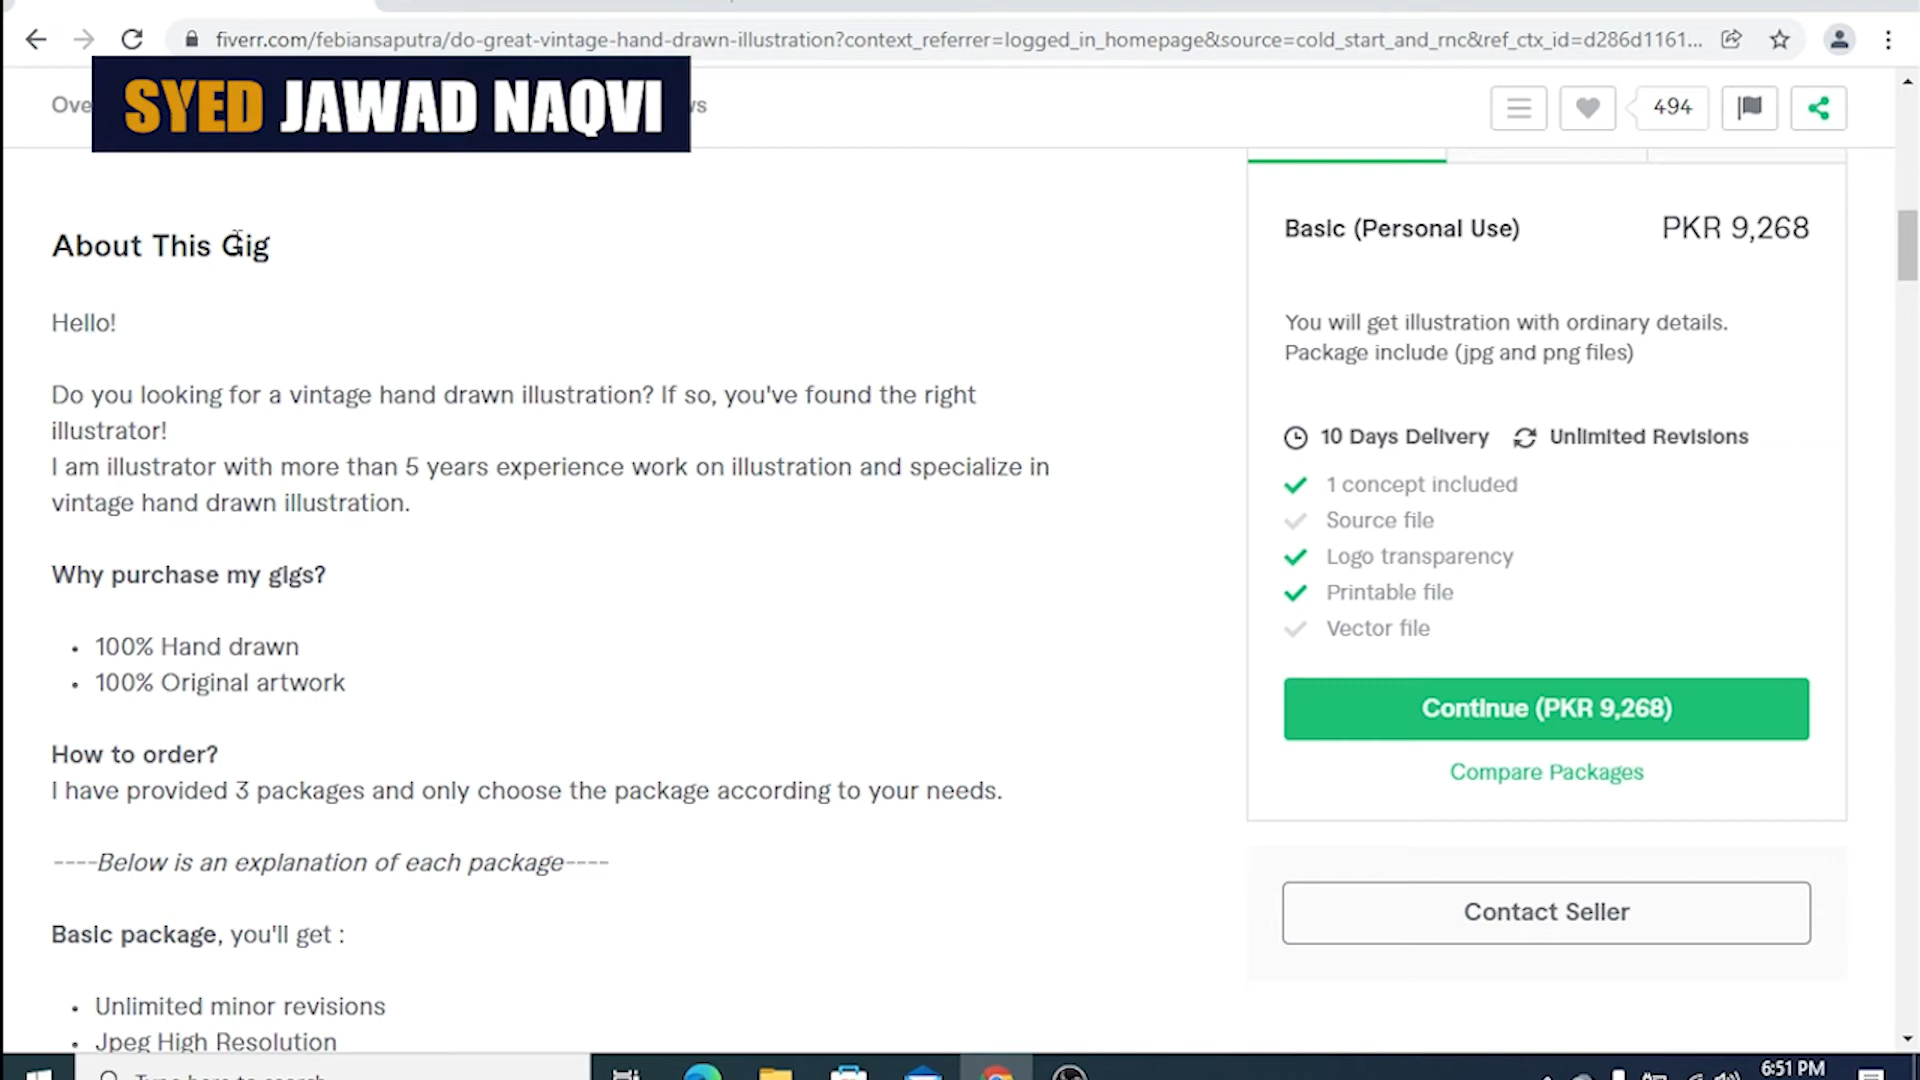 fiverr.com/febiansaputra/do-great-vintage-hand-drawn-illustration?context_referrer=logged_in_homepage&source=cold_start_and_rnc&ref_ctx_id=d286d1161...
SYED JAWAD NAQVI
Ove
ws
494
About This Gig
Hello!
Do you looking for a vintage hand drawn illustration? If so, you've found the right
illustrator!
I am illustrator with more than 5 years experience work on illustration and specialize in
vintage hand drawn illustration.
Why purchase my gigs?
• 100% Hand drawn
• 100% Original artwork
How to order?
I have provided 3 packages and only choose the package according to your needs.
----Below is an explanation of each package----
Basic package, you'll get :
• Unlimited minor revisions
• Jpeg High Resolution
Basic (Personal Use) PKR 9,268
You will get illustration with ordinary details.
Package include (jpg and png files)
10 Days Delivery Unlimited Revisions
1 concept included
Source file
Logo transparency
Printable file
Vector file
Continue (PKR 9,268)
Compare Packages
Contact Seller
Type here to search
6:51 PM